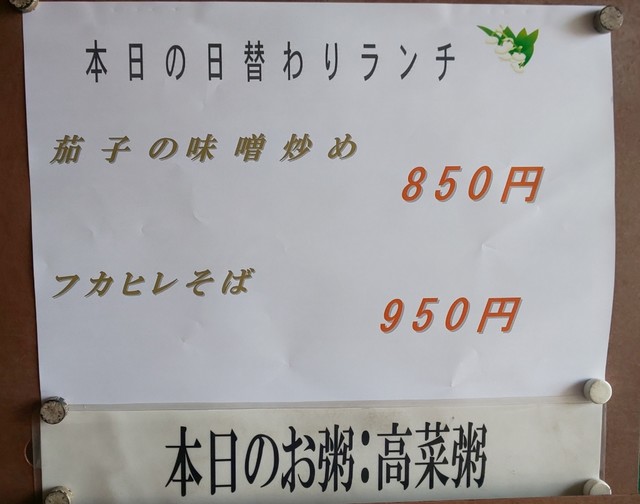 本日の日替わりランチ
茄子の味噌炒め
850円
フカヒレそば
950円
本日のお粥:高菜粥